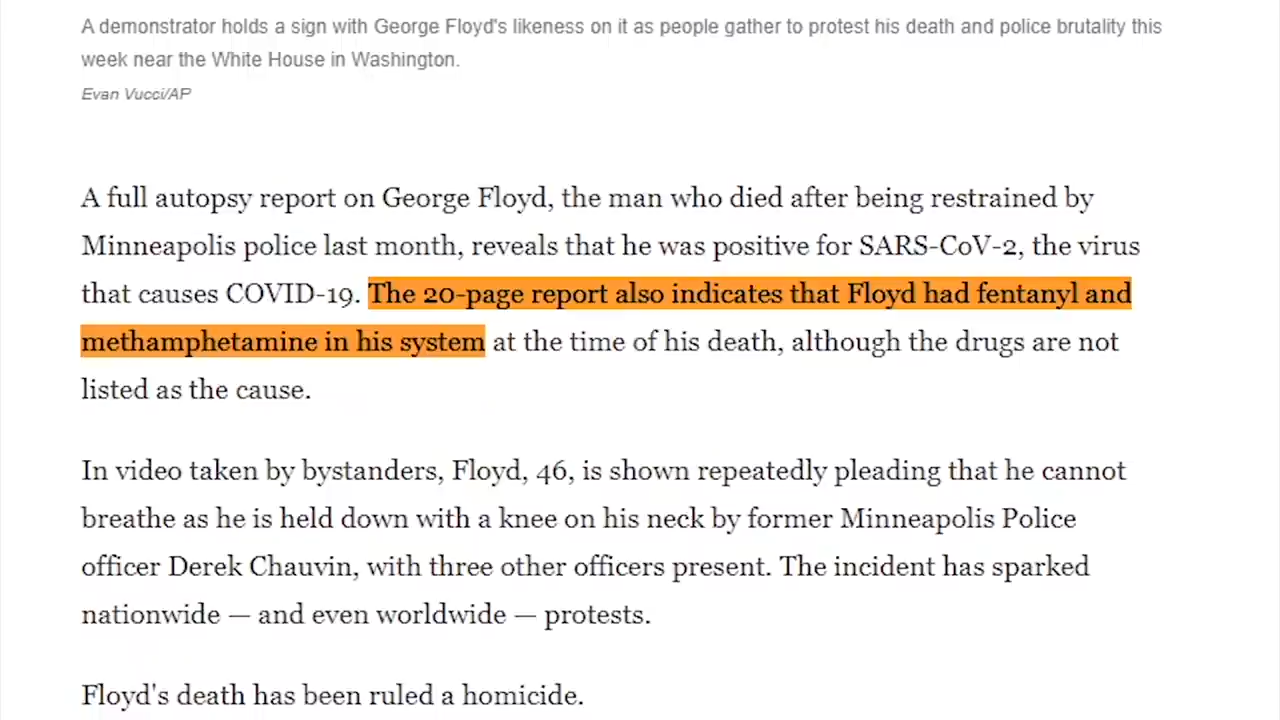 A demonstrator holds a sign with George Floyd's likeness on it as people gather to protest his death and police brutality this
week near the White House in Washington.
Evan Vucci/AP
A full autopsy report on George Floyd, the man who died after being restrained by
Minneapolis police last month, reveals that he was positive for SARS-CoV-2, the virus
that causes COVID-19. The 20-page report also indicates that Floyd had fentanyl and
methamphetamine in his system at the time of his death, although the drugs are not
listed as the cause.
In video taken by bystanders, Floyd, 46, is shown repeatedly pleading that he cannot
breathe as he is held down with a knee on his neck by former Minneapolis Police
officer Derek Chauvin, with three other officers present. The incident has sparked
nationwide — and even worldwide — protests.
Floyd's death has been ruled a homicide.